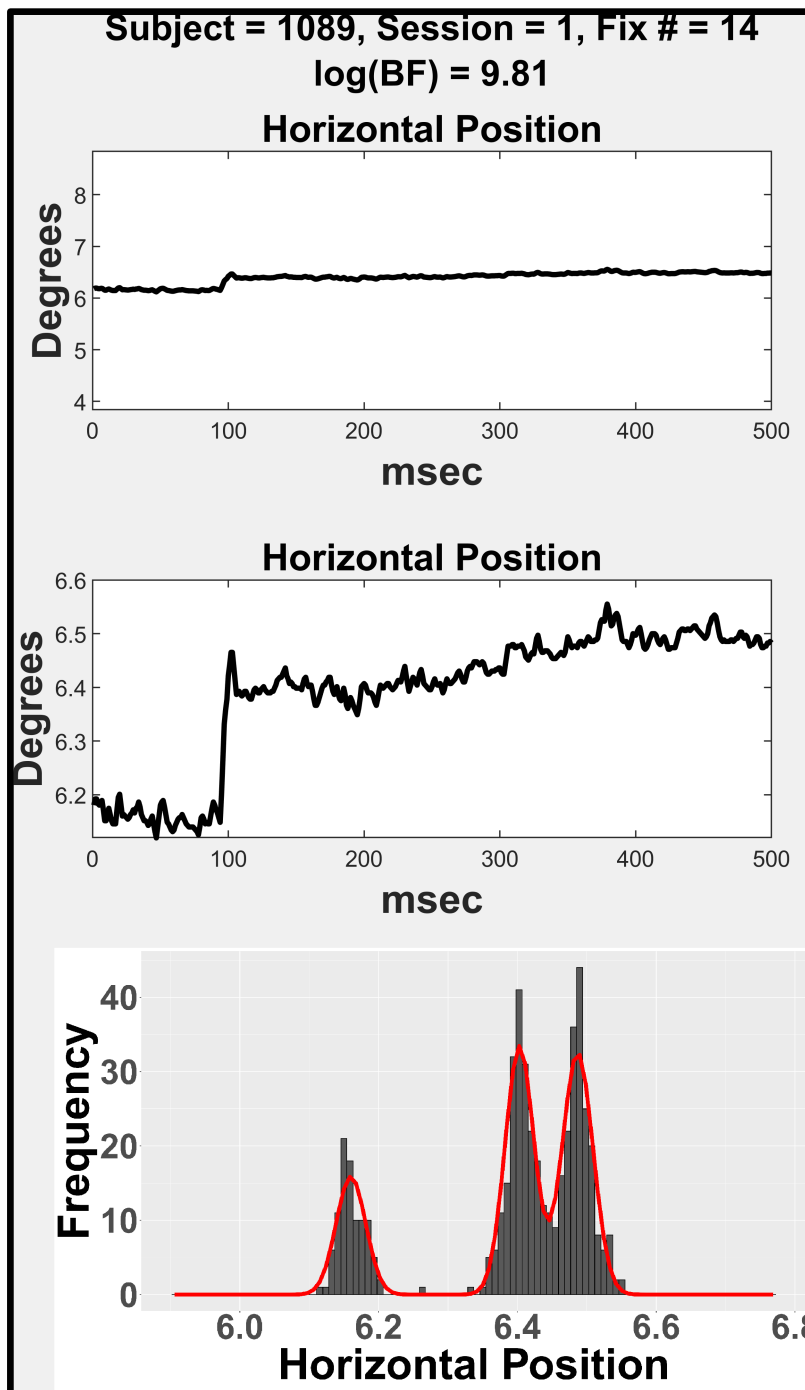 Subject = 1089, Session = 1, Fix # = 14
log(BF) = 9.81
Horizontal Position
Degrees
8
7
6
5
4
0 100 200 300 400 500
msec
Horizontal Position
Degrees
6.6
6.5
6.4
6.3
6.2
0 100 200 300 400 500
msec
Frequency
40
30
20
10
0
6.0 6.2 6.4 6.6
Horizontal Position